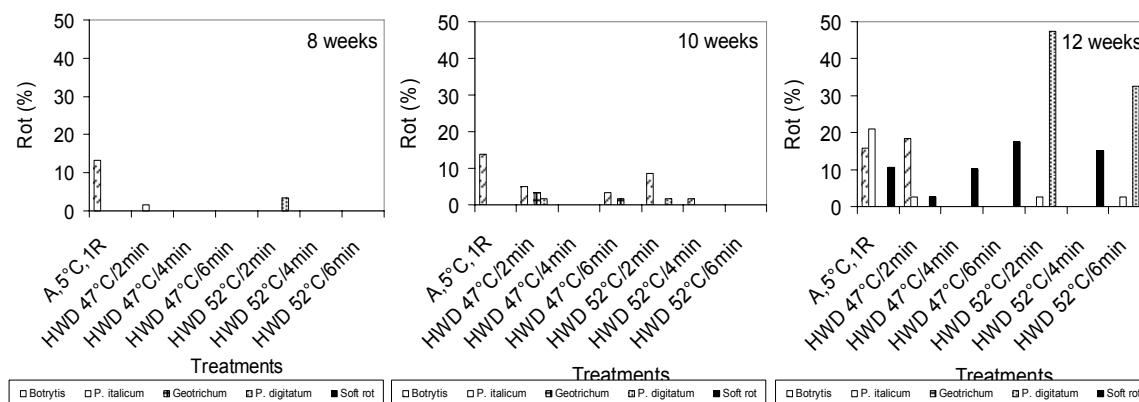 50
40
30
20
10
0
Rot (%)
8 weeks
A,5°C, 1R
HWD 47°C/2min
HWD 47°C/4min
HWD 47°C/6min
HWD 52°C/2min
HWD 52°C/4min
HWD 52°C/6min
Treatments
Botrytis P. italicum Geotrichum P. digitatum Soft rot
50
40
30
20
10
0
Rot (%)
10 weeks
A,5°C, 1R
HWD 47°C/2min
HWD 47°C/4min
HWD 47°C/6min
HWD 52°C/2min
HWD 52°C/4min
HWD 52°C/6min
Treatments
Botrytis P. italicum Geotrichum P. digitatum Soft rot
50
40
30
20
10
0
Rot (%)
12 weeks
A,5°C, 1R
HWD 47°C/2min
HWD 47°C/4min
HWD 47°C/6min
HWD 52°C/2min
HWD 52°C/4min
HWD 52°C/6min
Treatments
Botrytis P. italicum Geotrichum P. digitatum Soft rot